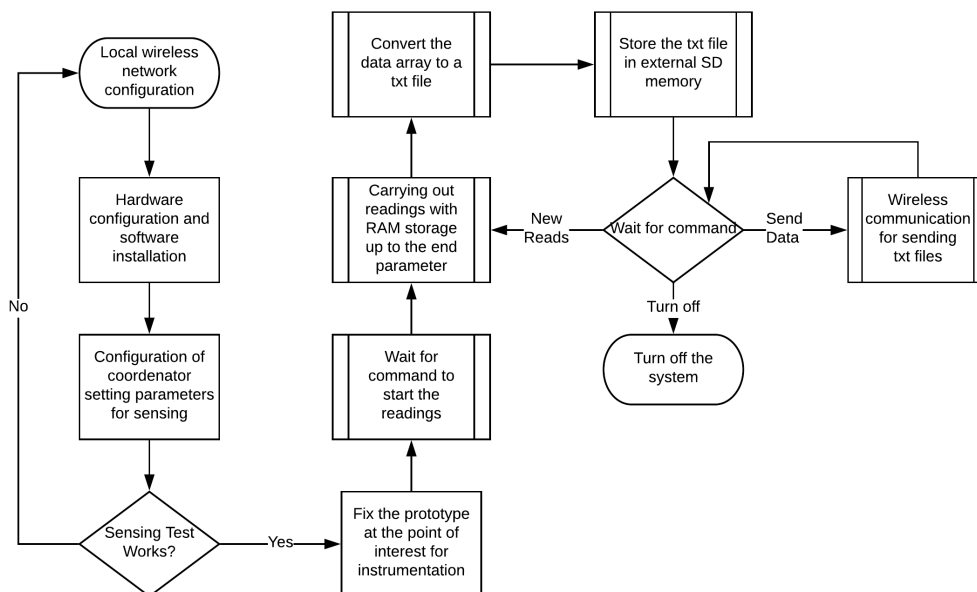 Local wireless
network
configuration
Hardware
configuration and
software
installation
Configuration of
coordenator
setting parameters
for sensing
Sensing Test
Works?
No
Yes
Fix the prototype
at the point of
interest for
instrumentation
Wait for
command to
start the
readings
Carrying out
readings with
RAM storage
up to the end
parameter
Convert the
data array to a
txt file
Store the txt file
in external SD
memory
Wait for command
New
Reads
Send
Data
Wireless
communication
for sending
txt files
Turn off
Turn off the
system